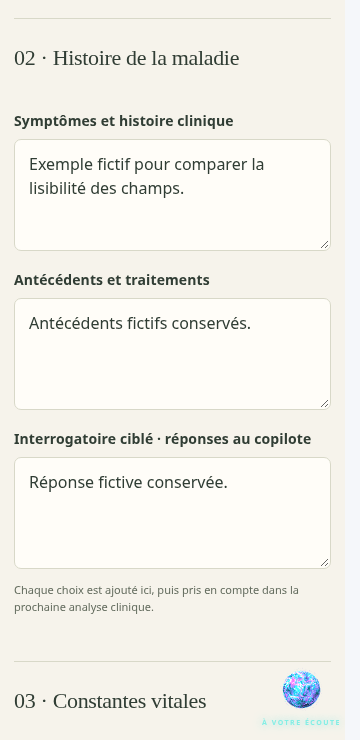 02 · Histoire de la maladie
Symptômes et histoire clinique
Exemple fictif pour comparer la
lisibilité des champs.
Antécédents et traitements
Antécédents fictifs conservés.
Interrogatoire ciblé · réponses au copilote
Réponse fictive conservée.
Chaque choix est ajouté ici, puis pris en compte dans la
prochaine analyse clinique.
03 · Constantes vitales
À VOTRE ÉCOUTE